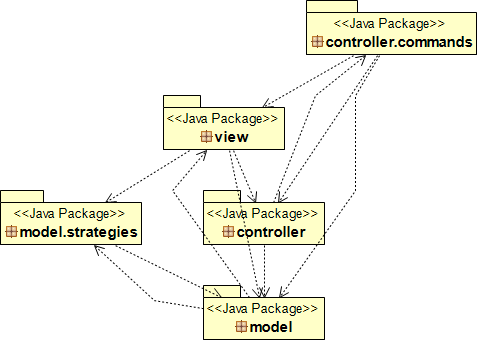 <<Java Package>>
controller.commands
<<Java Package>>
view
<<Java Package>>
model.strategies
<<Java Package>>
controller
<<Java Package>>
model